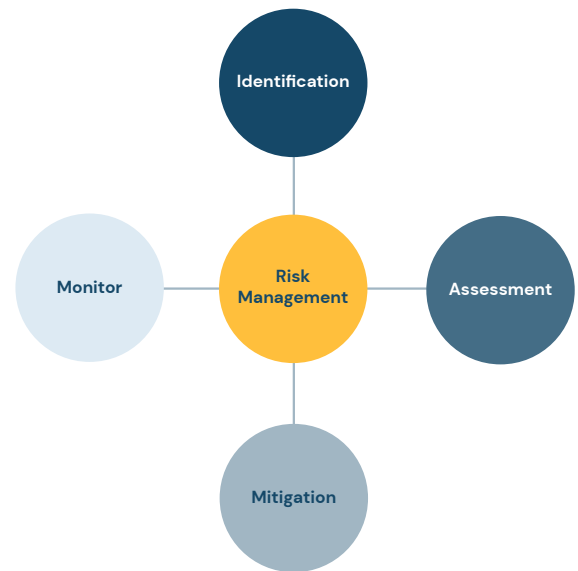 Identification
Monitor
Risk
Management
Assessment
Mitigation